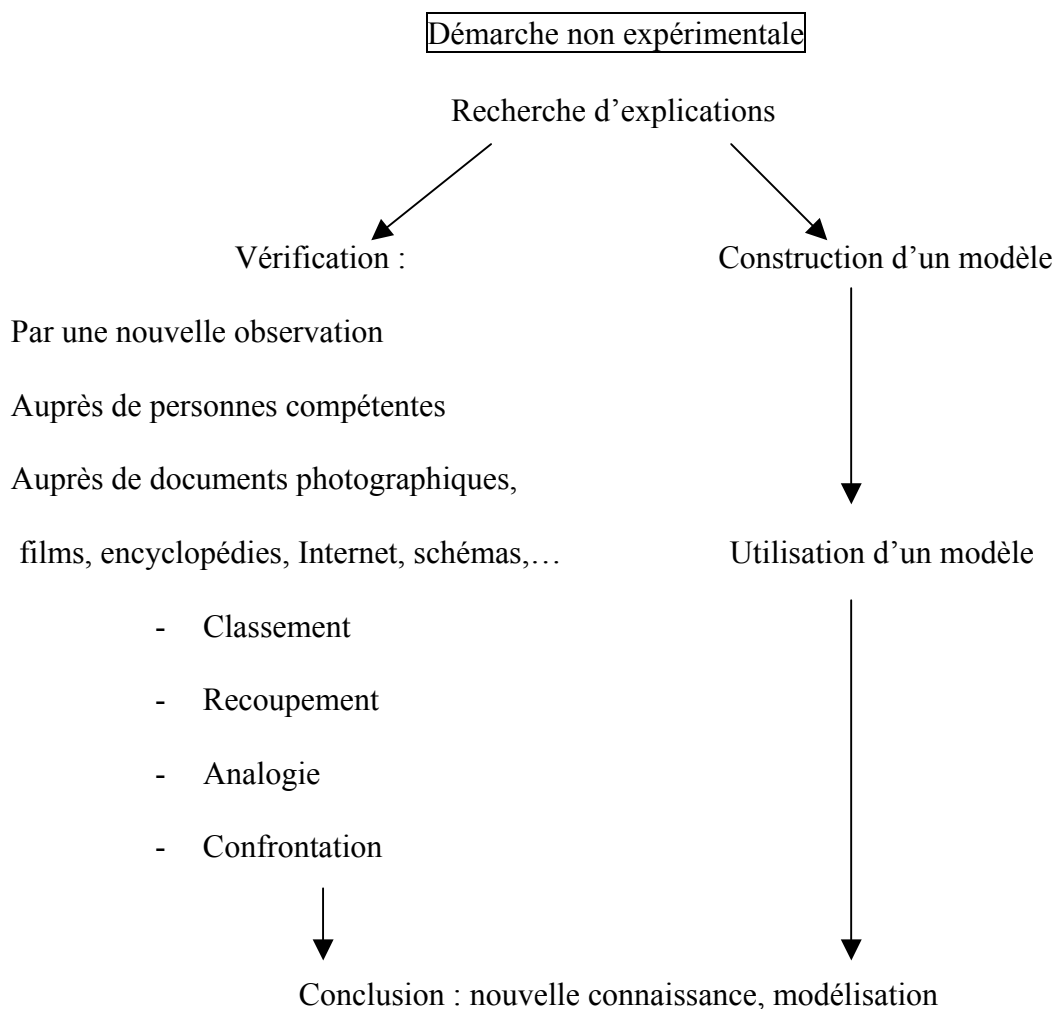 Démarche non expérimentale
Recherche d’explications
Vérification :
Construction d’un modèle
Par une nouvelle observation
Auprès de personnes compétentes
Auprès de documents photographiques,
films, encyclopédies, Internet, schémas,…
Utilisation d’un modèle
- Classement
- Recoupement
- Analogie
- Confrontation
Conclusion : nouvelle connaissance, modélisation